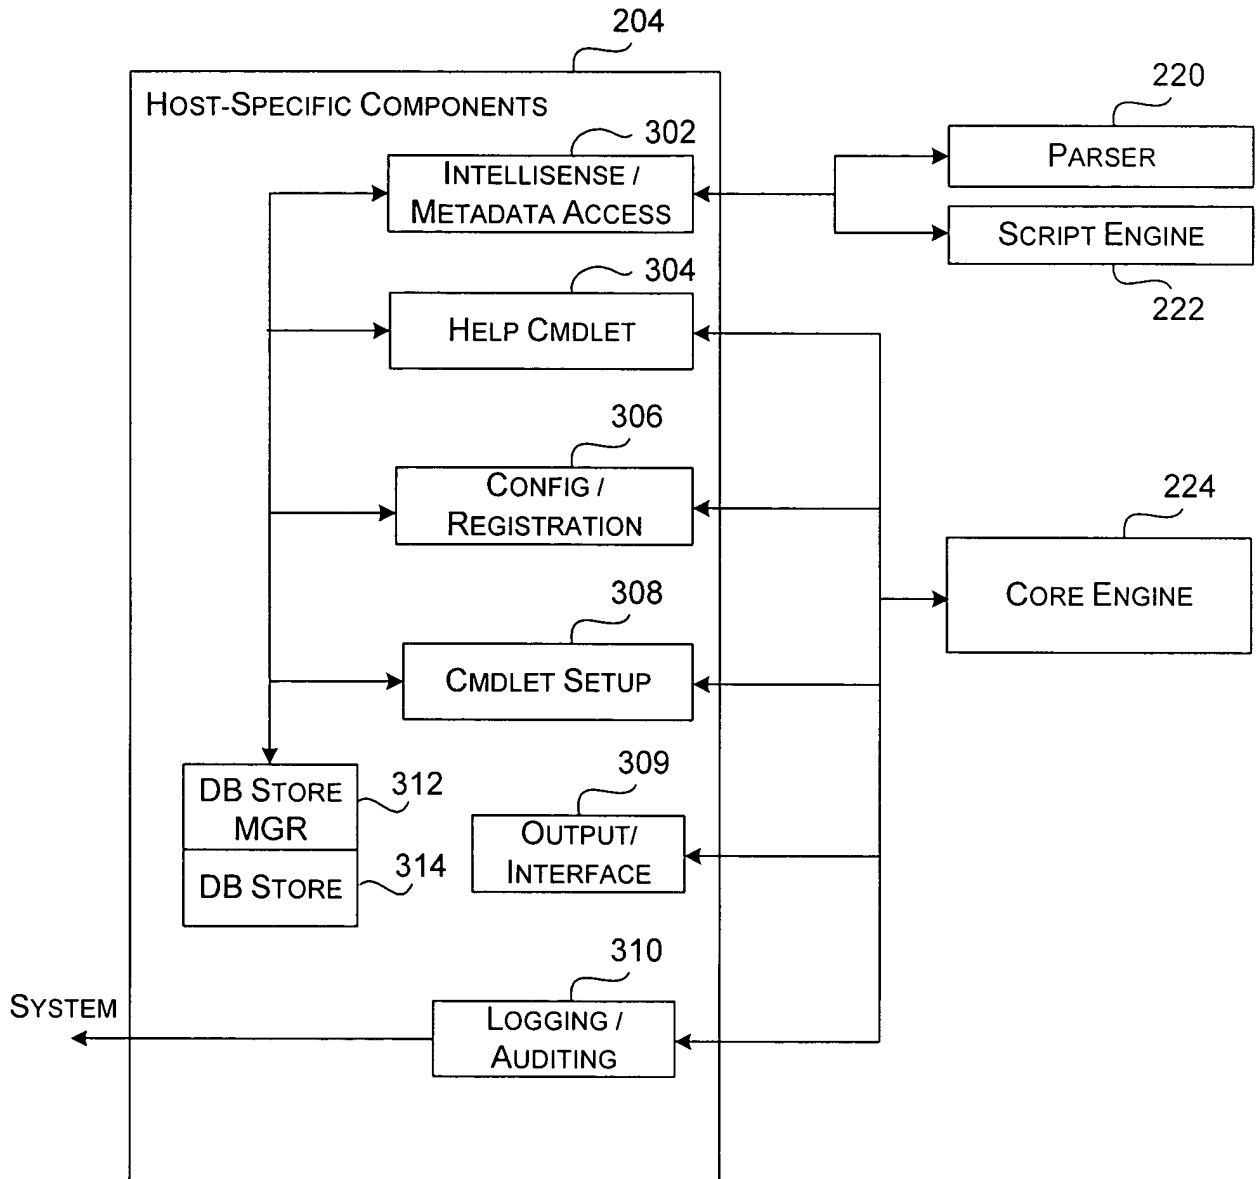 204
HOST-SPECIFIC COMPONENTS
302
INTELLISENSE /
METADATA ACCESS
220
PARSER
SCRIPT ENGINE
222
304
HELP CMDLET
306
CONFIG /
REGISTRATION
224
CORE ENGINE
308
CMDLET SETUP
DB STORE
MGR
312
DB STORE
314
309
OUTPUT/
INTERFACE
310
LOGGING /
AUDITING
SYSTEM